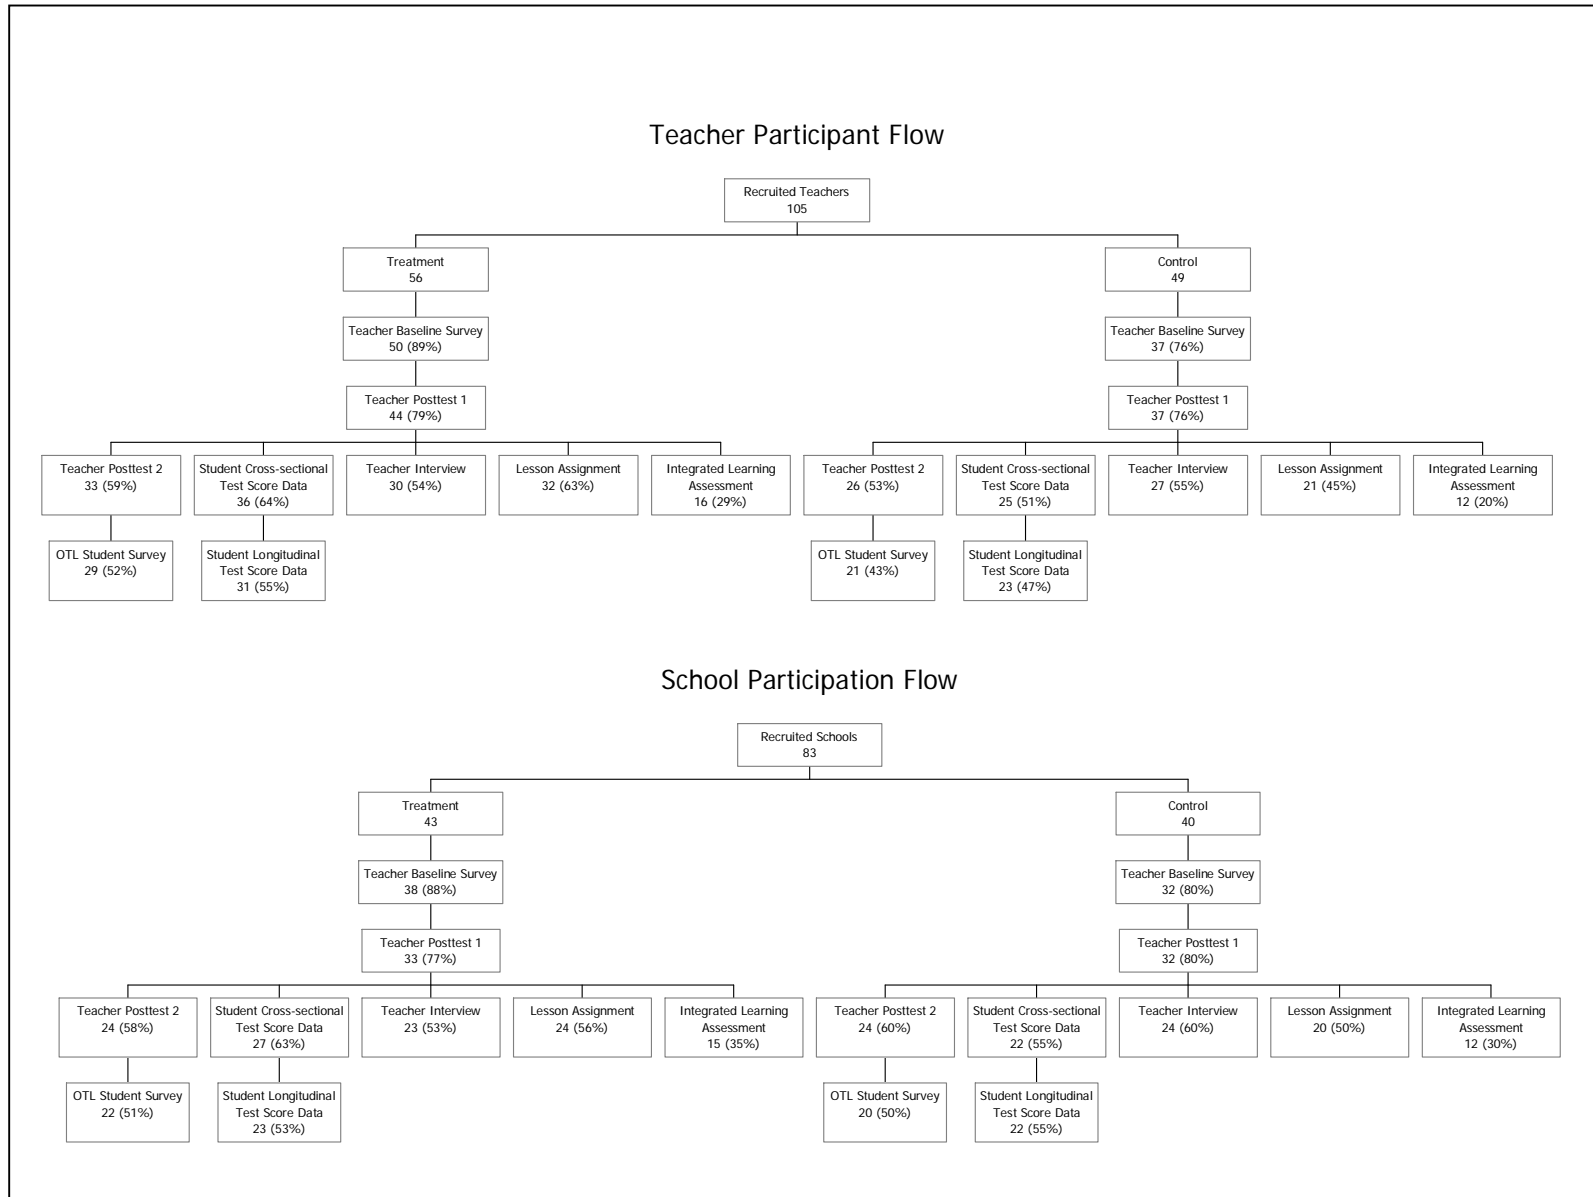 Teacher Participant Flow
Recruited Teachers
105
Treatment
56
Control
49
Teacher Baseline Survey
50 (89%)
Teacher Baseline Survey
37 (76%)
Teacher Posttest 1
44 (79%)
Teacher Posttest 1
37 (76%)
Teacher Posttest 2
33 (59%)
Student Cross-sectional
Test Score Data
36 (64%)
Teacher Interview
30 (54%)
Lesson Assignment
32 (63%)
Integrated Learning
Assessment
16 (29%)
Teacher Posttest 2
26 (53%)
Student Cross-sectional
Test Score Data
25 (51%)
Teacher Interview
27 (55%)
Lesson Assignment
21 (45%)
Integrated Learning
Assessment
12 (20%)
OTL Student Survey
29 (52%)
Student Longitudinal
Test Score Data
31 (55%)
OTL Student Survey
21 (43%)
Student Longitudinal
Test Score Data
23 (47%)
School Participation Flow
Recruited Schools
83
Treatment
43
Control
40
Teacher Baseline Survey
38 (88%)
Teacher Baseline Survey
32 (80%)
Teacher Posttest 1
33 (77%)
Teacher Posttest 1
32 (80%)
Teacher Posttest 2
24 (58%)
Student Cross-sectional
Test Score Data
27 (63%)
Teacher Interview
23 (53%)
Lesson Assignment
24 (56%)
Integrated Learning
Assessment
15 (35%)
Teacher Posttest 2
24 (60%)
Student Cross-sectional
Test Score Data
22 (55%)
Teacher Interview
24 (60%)
Lesson Assignment
20 (50%)
Integrated Learning
Assessment
12 (30%)
OTL Student Survey
22 (51%)
Student Longitudinal
Test Score Data
23 (53%)
OTL Student Survey
20 (50%)
Student Longitudinal
Test Score Data
22 (55%)